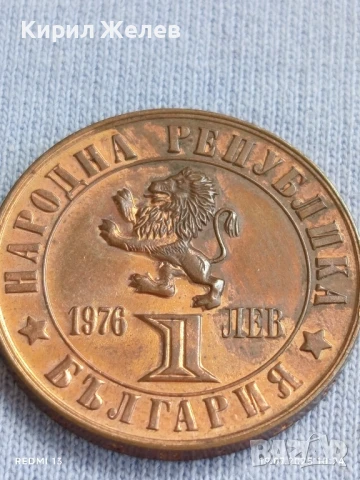 Кирил Желев
НАРОДНА РЕПУБЛИКА
1976 1 ЛЕВ
БЪЛГАРИЯ
REDMI 13